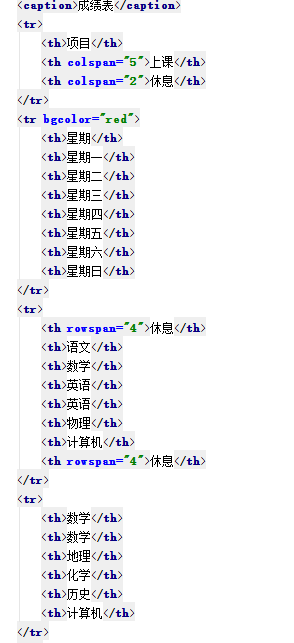 <caption>成绩表</caption>
<tr>
<th>项目</th>
<th colspan="5">上课</th>
<th colspan="2">休息</th>
</tr>
<tr bgcolor="red">
<th>星期</th>
<th>星期一</th>
<th>星期二</th>
<th>星期三</th>
<th>星期四</th>
<th>星期五</th>
<th>星期六</th>
<th>星期日</th>
</tr>
<tr>
<th rowspan="4">休息</th>
<th>语文</th>
<th>数学</th>
<th>英语</th>
<th>英语</th>
<th>物理</th>
<th>计算机</th>
<th rowspan="4">休息</th>
</tr>
<tr>
<th>数学</th>
<th>数学</th>
<th>地理</th>
<th>化学</th>
<th>历史</th>
<th>计算机</th>
</tr>